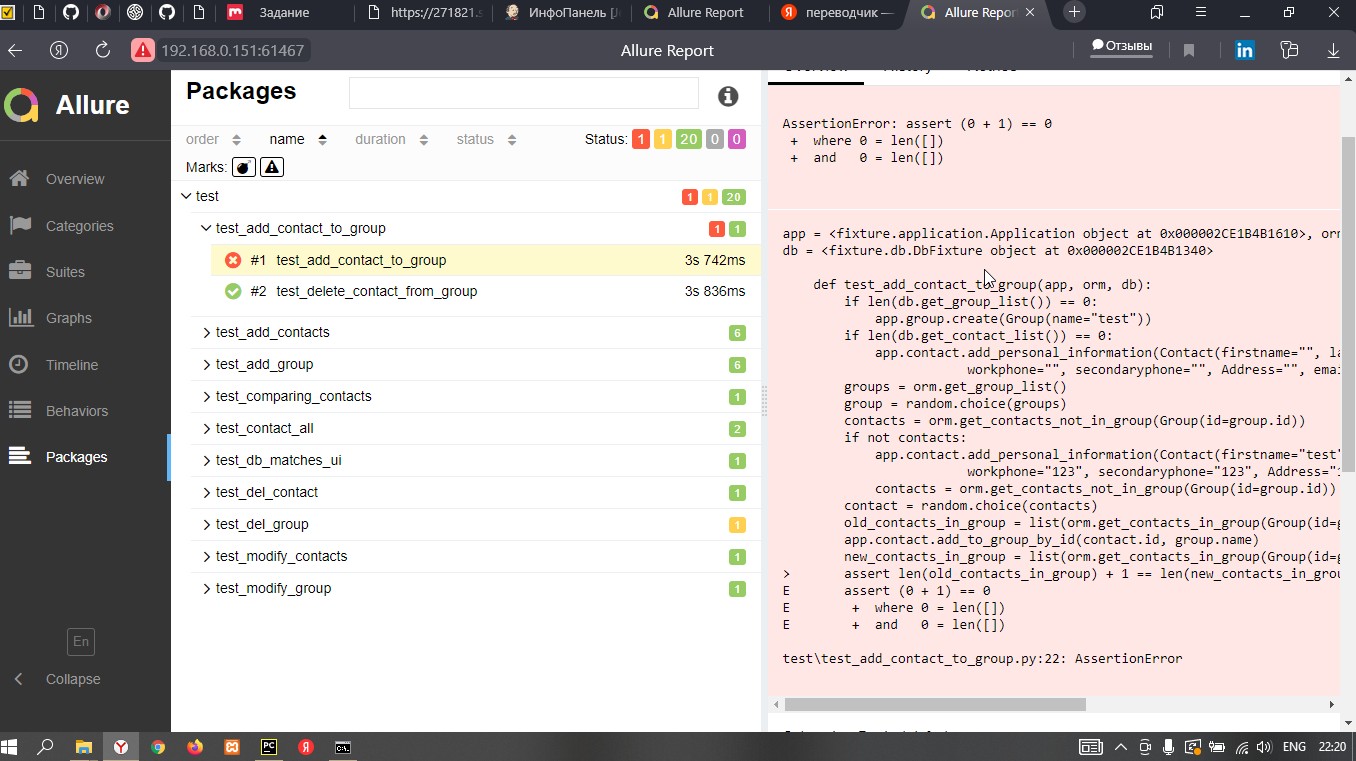 Задание
https://271821.s
ИнфоПанель [J
Allure Report
переводчик —
Allure Repor
192.168.0.151:61467
Allure Report
Отзывы
Allure
Overview
Categories
Suites
Graphs
Timeline
Behaviors
Packages
En
Collapse
Packages
order name duration status Status: 1 1 20 0 0
Marks:
test 1 1 20
test_add_contact_to_group 1 1
#1 test_add_contact_to_group 3s 742ms
#2 test_delete_contact_from_group 3s 836ms
test_add_contacts 6
test_add_group 6
test_comparing_contacts 1
test_contact_all 2
test_db_matches_ui 1
test_del_contact 1
test_del_group 1
test_modify_contacts 1
test_modify_group 1
AssertionError: assert (0 + 1) == 0
+ where 0 = len([])
+ and 0 = len([])
app = <fixture.application.Application object at 0x000002CE1B4B1610>, orm
db = <fixture.db.DbFixture object at 0x000002CE1B4B1340>
def test_add_contact_to_group(app, orm, db):
if len(db.get_group_list()) == 0:
app.group.create(Group(name="test"))
if len(db.get_contact_list()) == 0:
app.contact.add_personal_information(Contact(firstname="", la
workphone="", secondaryphone="", Address="", emai
groups = orm.get_group_list()
group = random.choice(groups)
contacts = orm.get_contacts_not_in_group(Group(id=group.id))
if not contacts:
app.contact.add_personal_information(Contact(firstname="test"
workphone="123", secondaryphone="123", Address="1
contacts = orm.get_contacts_not_in_group(Group(id=group.id))
contact = random.choice(contacts)
old_contacts_in_group = list(orm.get_contacts_in_group(Group(id=g
app.contact.add_to_group_by_id(contact.id, group.name)
new_contacts_in_group = list(orm.get_contacts_in_group(Group(id=g
> assert len(old_contacts_in_group) + 1 == len(new_contacts_in_grou
E assert (0 + 1) == 0
E + where 0 = len([])
E + and 0 = len([])
test\test_add_contact_to_group.py:22: AssertionError
ENG 22:20